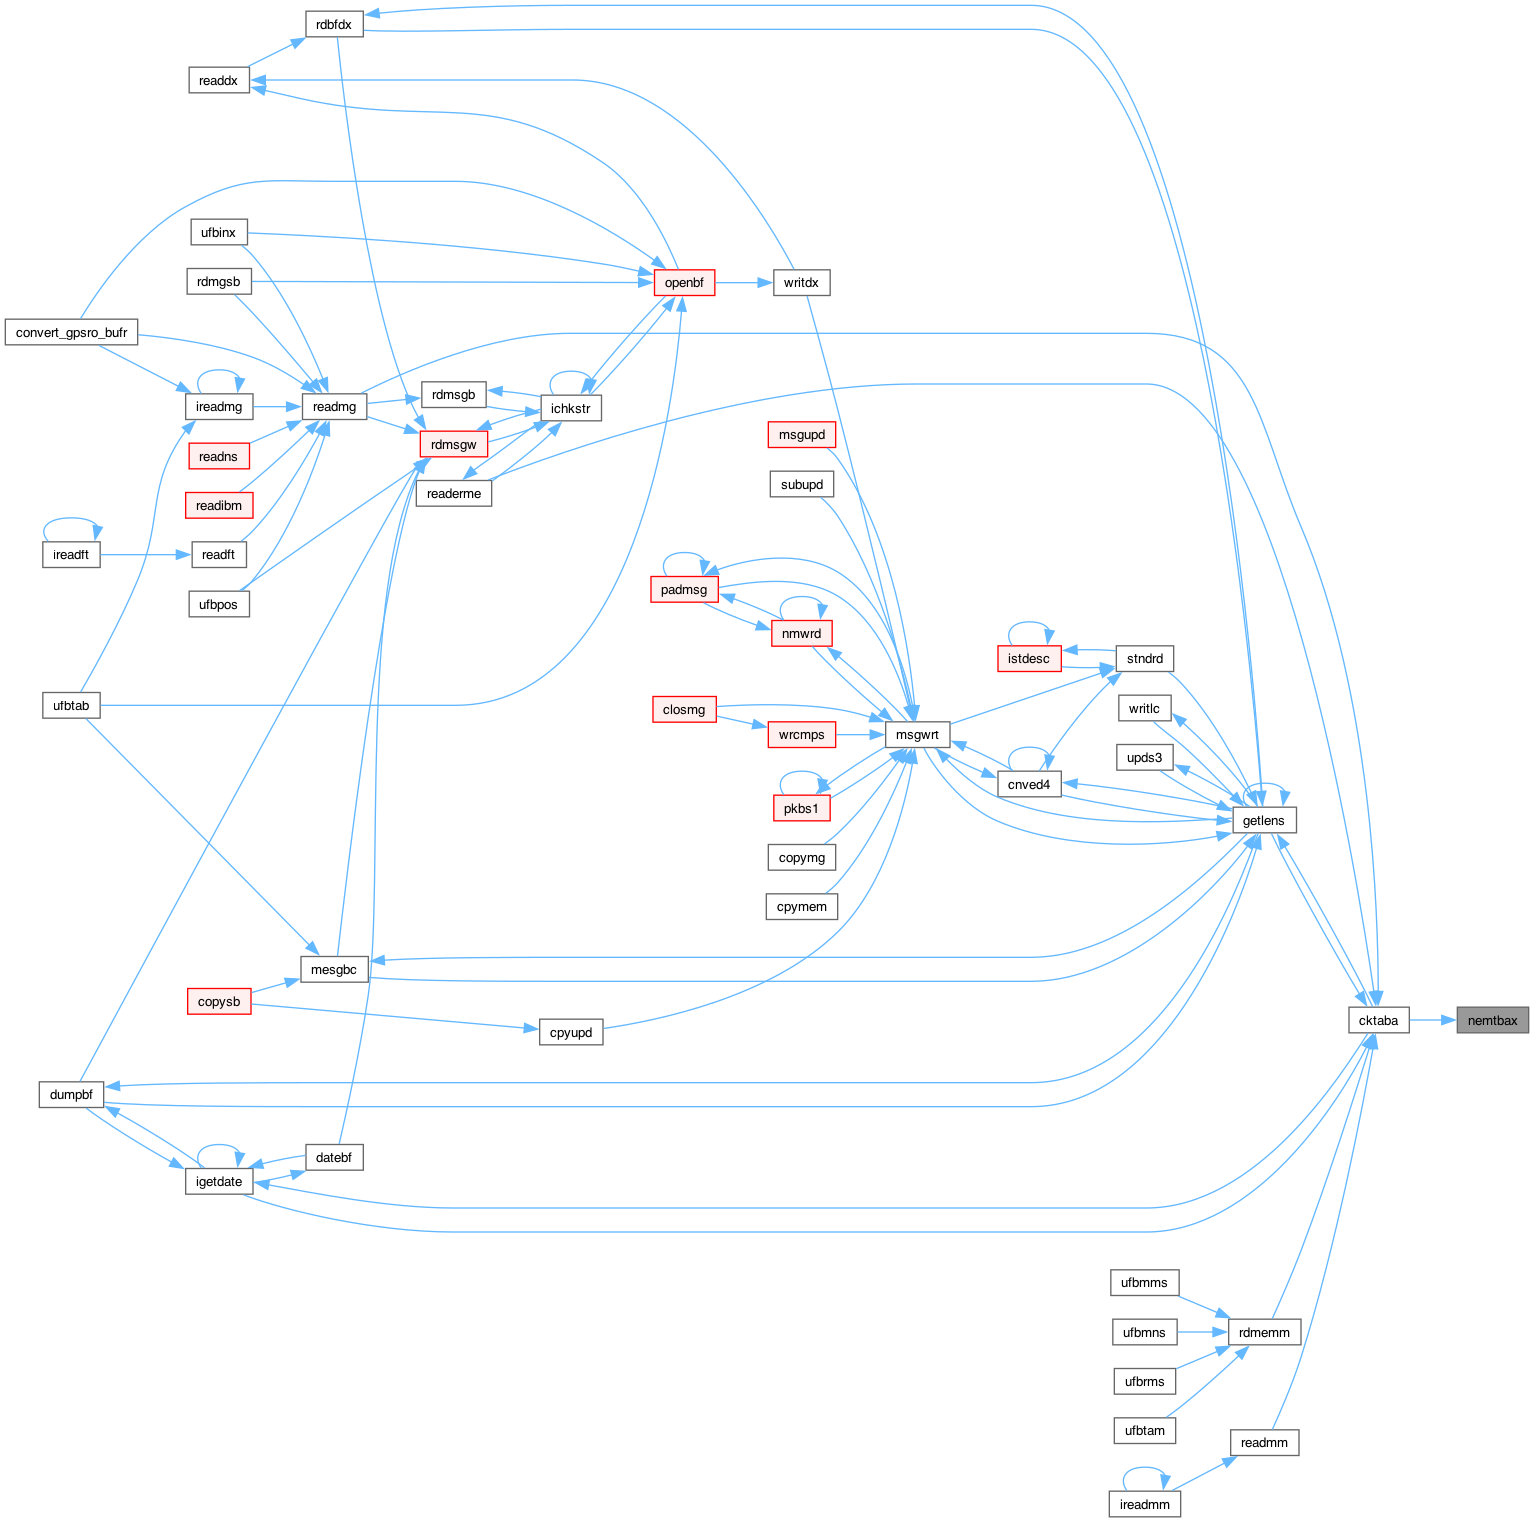 rdbfdx
readdx
ufbinx
rdmgsb
openbf
writdx
convert_gpsro_bufr
ireadmg
readmg
rdmsgb
ichkstr
readns
rdmsgw
msgupd
readibm
readerme
subupd
ireadft
readft
ufbpos
padmsg
nmwrd
istdesc
stndrd
ufbtab
closmg
wrcmps
msgwrt
writlc
upds3
cnved4
pkbs1
getlens
copymg
cpymem
mesgbc
copysb
cpyupd
cktaba
nemtbax
dumpbf
datebf
igetdate
ufbmms
ufbmns
rdmemm
ufbrms
ufbtam
readmm
ireadmm